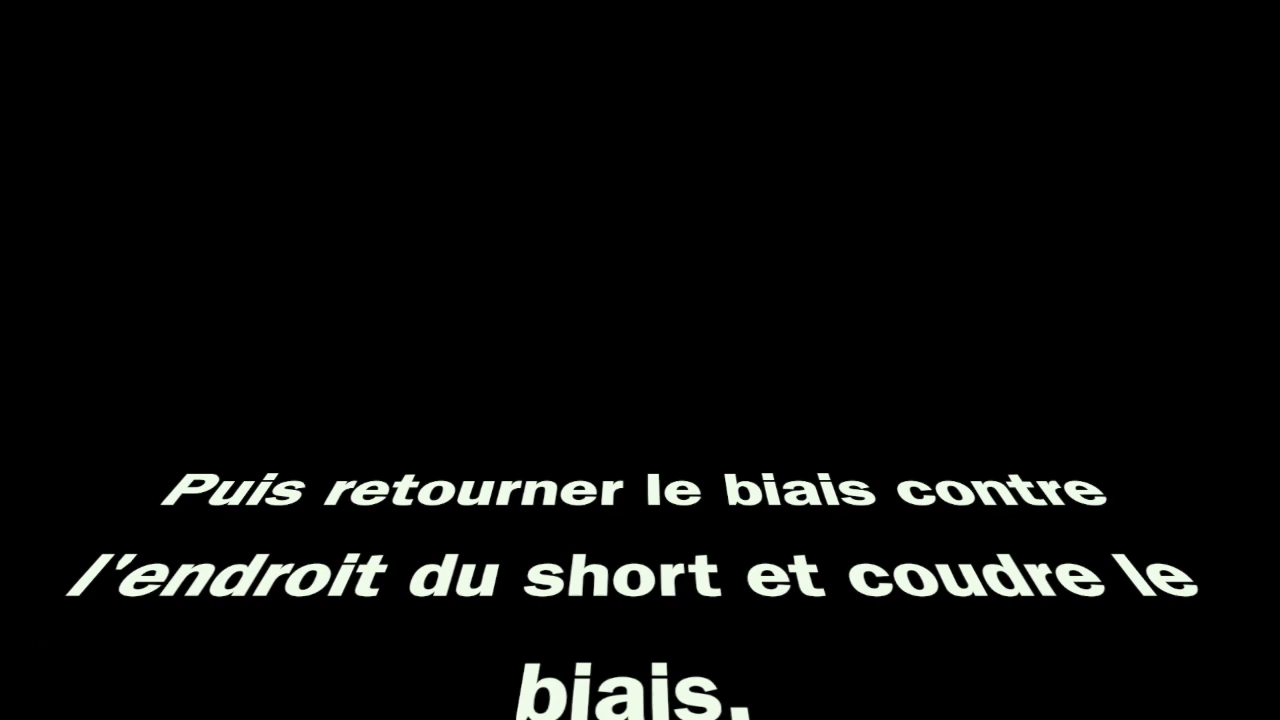 Puis retourner le biais contre
l'endroit du short et coudre le
biais.